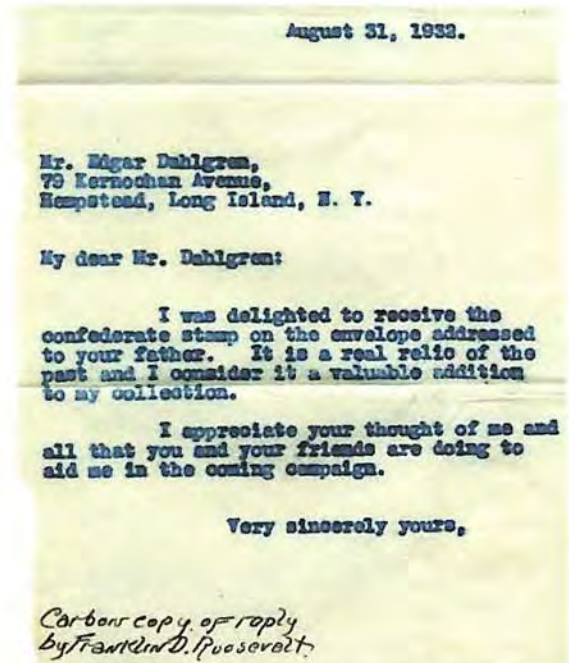 August 31, 1932.
Mr. Edgar Dahlgren,
79 Kernochan Avenue,
Hempstead, Long Island, N. Y.
My dear Mr. Dahlgren:
I was delighted to receive the
confederate stamp on the envelope addressed
to your father. It is a real relic of the
past and I consider it a valuable addition
to my collection.
I appreciate your thought of me and
all that you and your friends are doing to
aid me in the coming campaign.
Very sincerely yours,
Carbon copy of reply
by Franklin D. Roosevelt